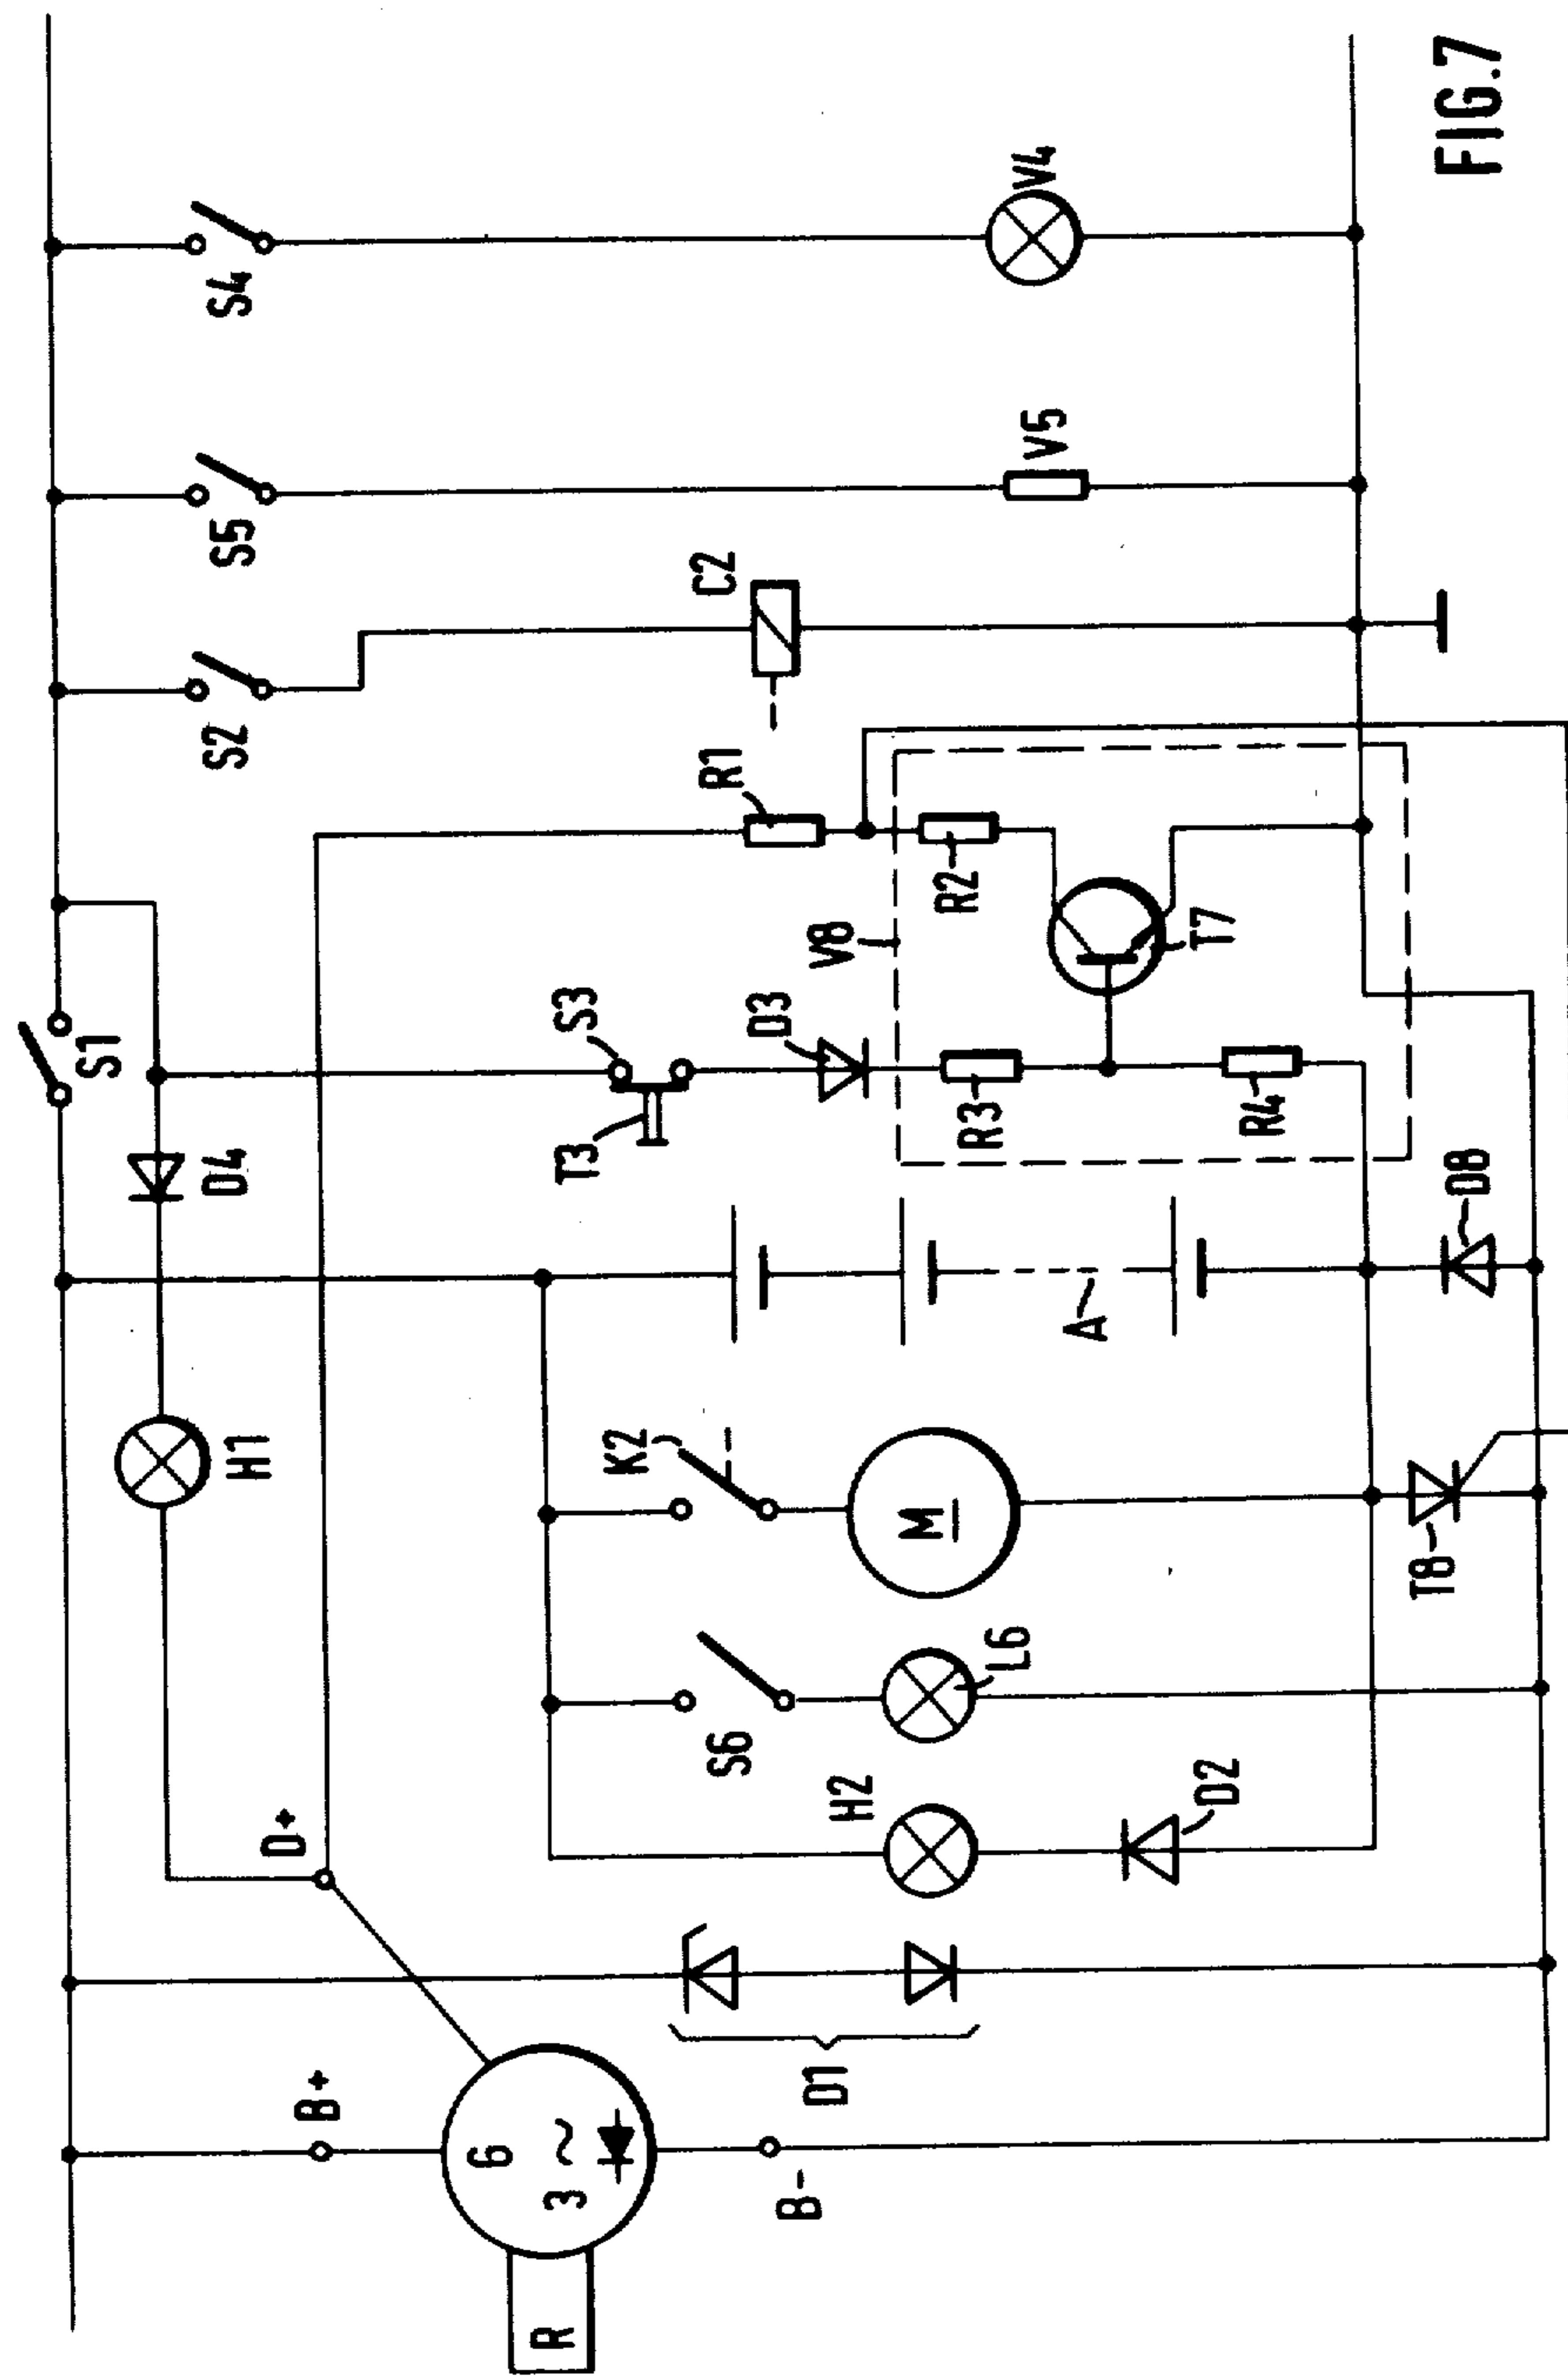 S1
S4
S5
S2
D4
H1
D+
B+
R
G
3 ~
B-
D1
H2
D2
S6
L6
K2
M
T8
A
D8
T3
S3
D3
V8
R3
R4
R1
R2
T7
C2
V5
V4
FIG.7